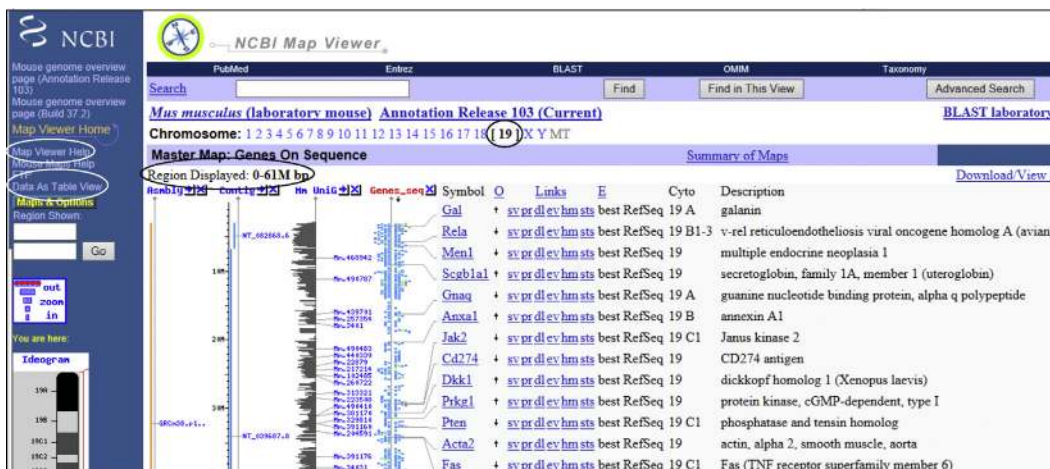 NCBI
NCBI Map Viewer
PubMed Entrez BLAST OMIM Taxonomy
Search Find Find in This View Advanced Search
Mus musculus (laboratory mouse) Annotation Release 103 (Current) BLAST laboratory
Chromosome: 1 2 3 4 5 6 7 8 9 10 11 12 13 14 15 16 17 18 [ 19 ] X Y MT
Master Map: Genes On Sequence Summary of Maps
Region Displayed: 0-61M bp Download/View
Mouse genome overview
page (Annotation Release
103)
Mouse genome overview
page (Build 37.2)
Map Viewer Home
Map Viewer Help
Mouse Maps Help
FTP
Data As Table View
Maps & Options
Region Shown:
Go
out
zoom
in
You are here:
Ideogram
19A
19B
19C1
19C2
Contig Mm UniG Genes_seq Symbol O Links E Cyto Description
Gal sv pr dl ev hm sts best RefSeq 19 A galanin
Rela sv pr dl ev hm sts best RefSeq 19 B1-3 v-rel reticuloendotheliosis viral oncogene homolog A (avian
Men1 sv pr dl ev hm sts best RefSeq 19 multiple endocrine neoplasia 1
Scgb1a1 sv pr dl ev hm sts best RefSeq 19 secretoglobin, family 1A, member 1 (uteroglobin)
Gnaq sv pr dl ev hm sts best RefSeq 19 A guanine nucleotide binding protein, alpha q polypeptide
Anxa1 sv pr dl ev hm sts best RefSeq 19 B annexin A1
Jak2 sv pr dl ev hm sts best RefSeq 19 C1 Janus kinase 2
Cd274 sv pr dl ev hm sts best RefSeq 19 CD274 antigen
Dkk1 sv pr dl ev hm sts best RefSeq 19 dickkopf homolog 1 (Xenopus laevis)
Prkg1 sv pr dl ev hm sts best RefSeq 19 protein kinase, cGMP-dependent, type I
Pten sv pr dl ev hm sts best RefSeq 19 C1 phosphatase and tensin homolog
Acta2 sv pr dl ev hm sts best RefSeq 19 actin, alpha 2, smooth muscle, aorta
Fas sv pr dl ev hm sts best RefSeq 19 C1 Fas (TNF receptor superfamily member 6)
10M
20M
30M